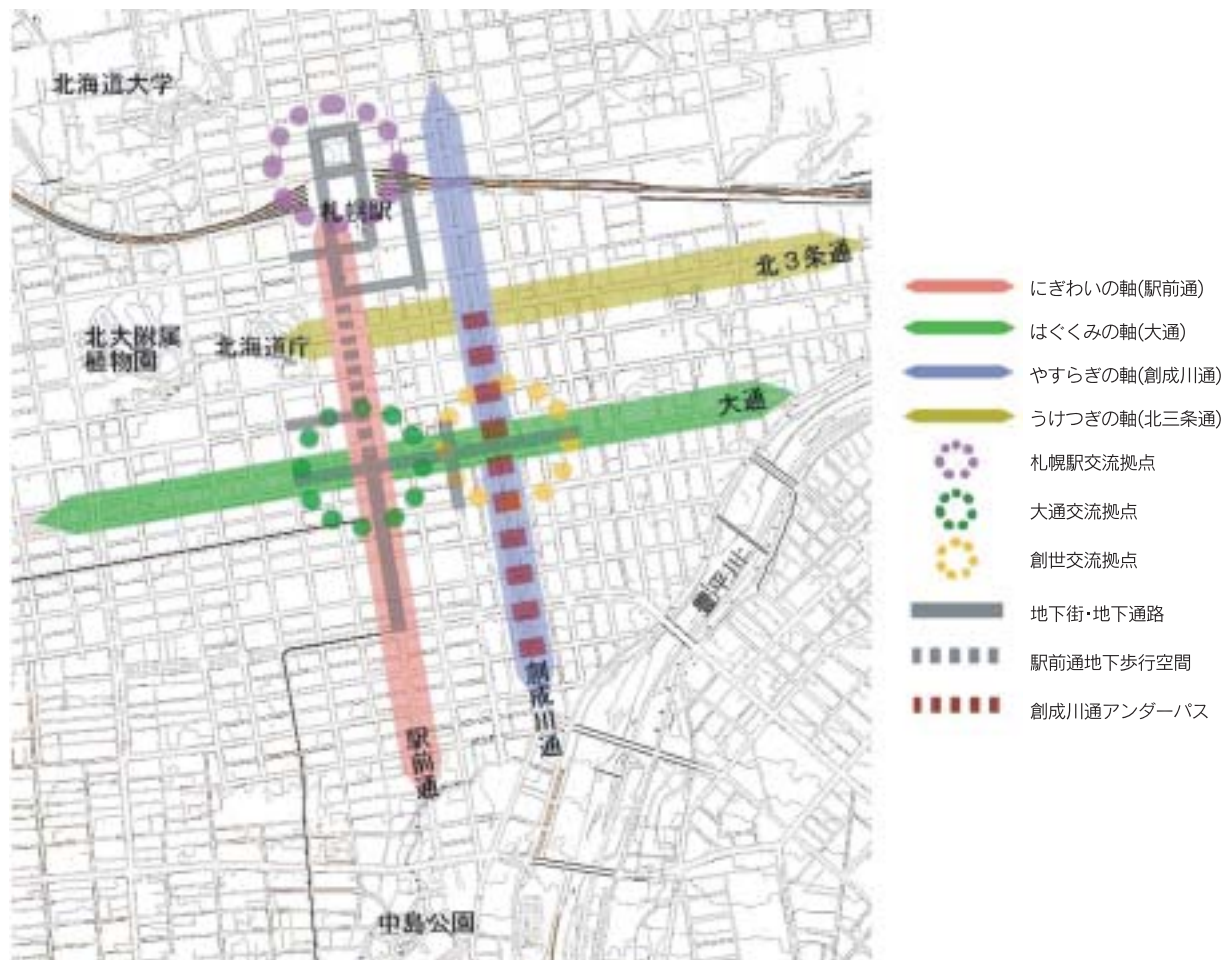 北海道大学
札幌駅
北3条通
北大附属
植物園
北海道庁
大通
豊平川
創成川通
駅前通
中島公園
にぎわいの軸(駅前通)
はぐくみの軸(大通)
やすらぎの軸(創成川通)
うけつぎの軸(北三条通)
札幌駅交流拠点
大通交流拠点
創世交流拠点
地下街・地下通路
駅前通地下歩行空間
創成川通アンダーパス